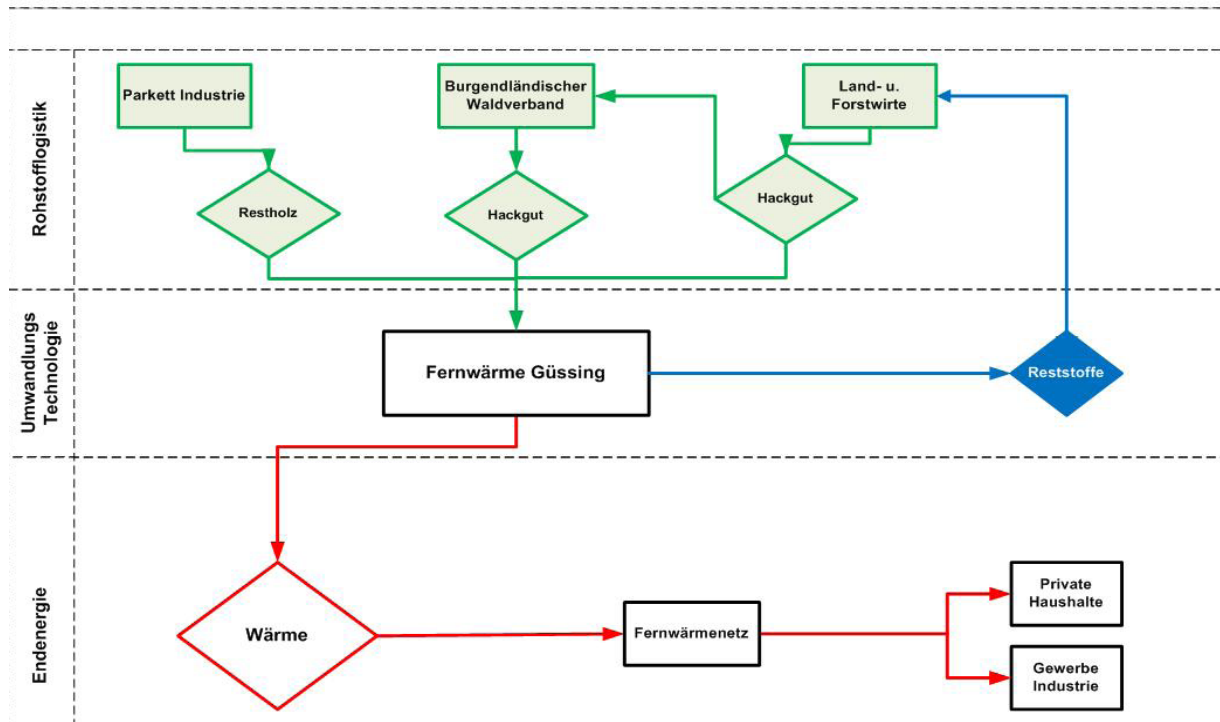 Rohstofflogistik
Parkett Industrie
Burgendländischer
Waldverband
Land- u.
Forstwirte
Restholz
Hackgut
Hackgut
Umwandlungs
Technologie
Fernwärme Güssing
Reststoffe
Endenergie
Wärme
Fernwärmenetz
Private
Haushalte
Gewerbe
Industrie